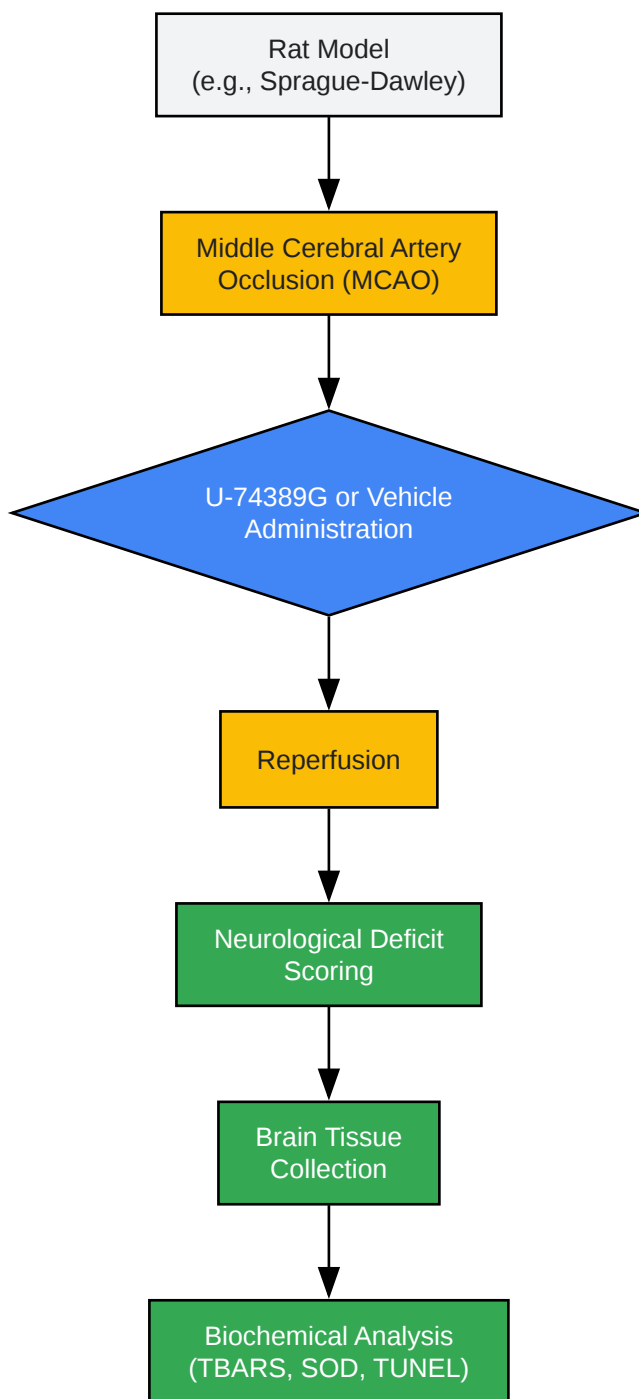 Rat Model
(e.g., Sprague-Dawley)
Middle Cerebral Artery
Occlusion (MCAO)
U-74389G or Vehicle
Administration
Reperfusion
Neurological Deficit
Scoring
Brain Tissue
Collection
Biochemical Analysis
(TBARS, SOD, TUNEL)